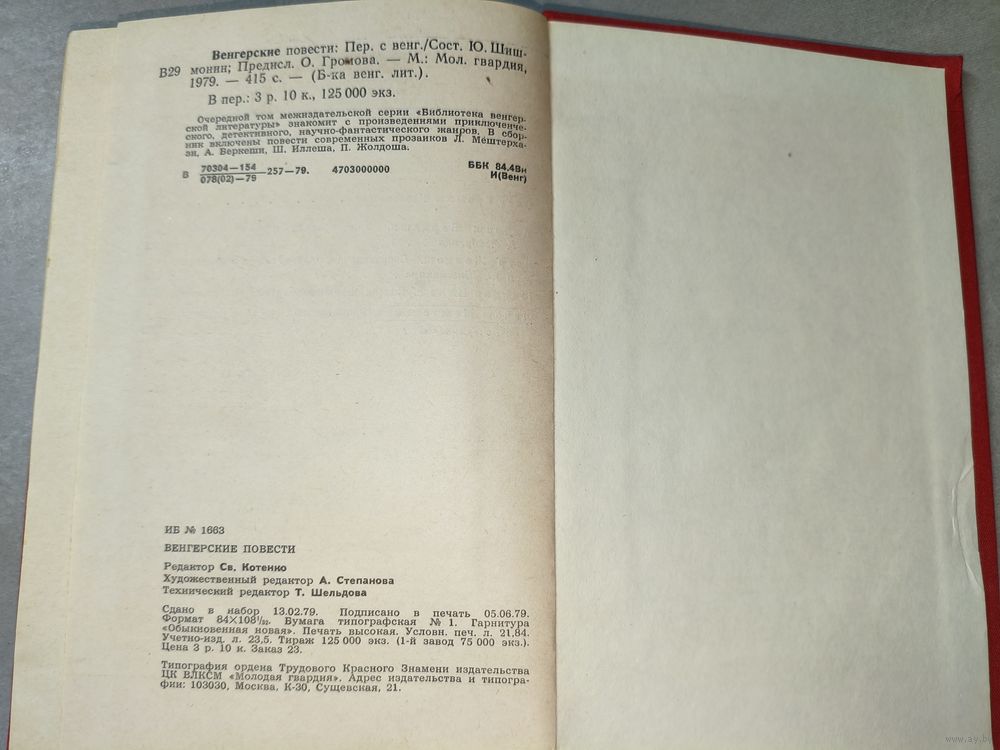 Венгерские повести: Пер. с венг./Сост. Ю. Шиш-
В29 монин; Предисл. О. Громова. — М.: Мол. гвардия,
1979. — 415 с. — (Б-ка венг. лит.).
В пер.: 3 р. 10 к., 125 000 экз.
Очередной том межиздательской серии «Библиотека венгер-
ской литературы» знакомит с произведениями приключенче-
ского, детективного, научно-фантастического жанров. В сбор-
ник включены повести современных прозаиков Л. Мештерха-
зи, А. Беркеши, Ш. Иллеша, П. Жолдоша.
В 70304—154
078(02)—79 257—79. 4703000000
ББК 84.4Вн
И(Венг)
ИБ № 1663
ВЕНГЕРСКИЕ ПОВЕСТИ
Редактор Св. Котенко
Художественный редактор А. Степанова
Технический редактор Т. Шельдова
Сдано в набор 13.02.79. Подписано в печать 05.06.79.
Формат 84×108¹/₃₂. Бумага типографская № 1. Гарнитура
«Обыкновенная новая». Печать высокая. Условн. печ. л. 21,84.
Учетно-изд. л. 23,5. Тираж 125 000 экз. (1-й завод 75 000 экз.).
Цена 3 р. 10 к. Заказ 23.
Типография ордена Трудового Красного Знамени издательства
ЦК ВЛКСМ «Молодая гвардия». Адрес издательства и типогра-
фии: 103030, Москва, К-30, Сущевская, 21.
www.ay.by